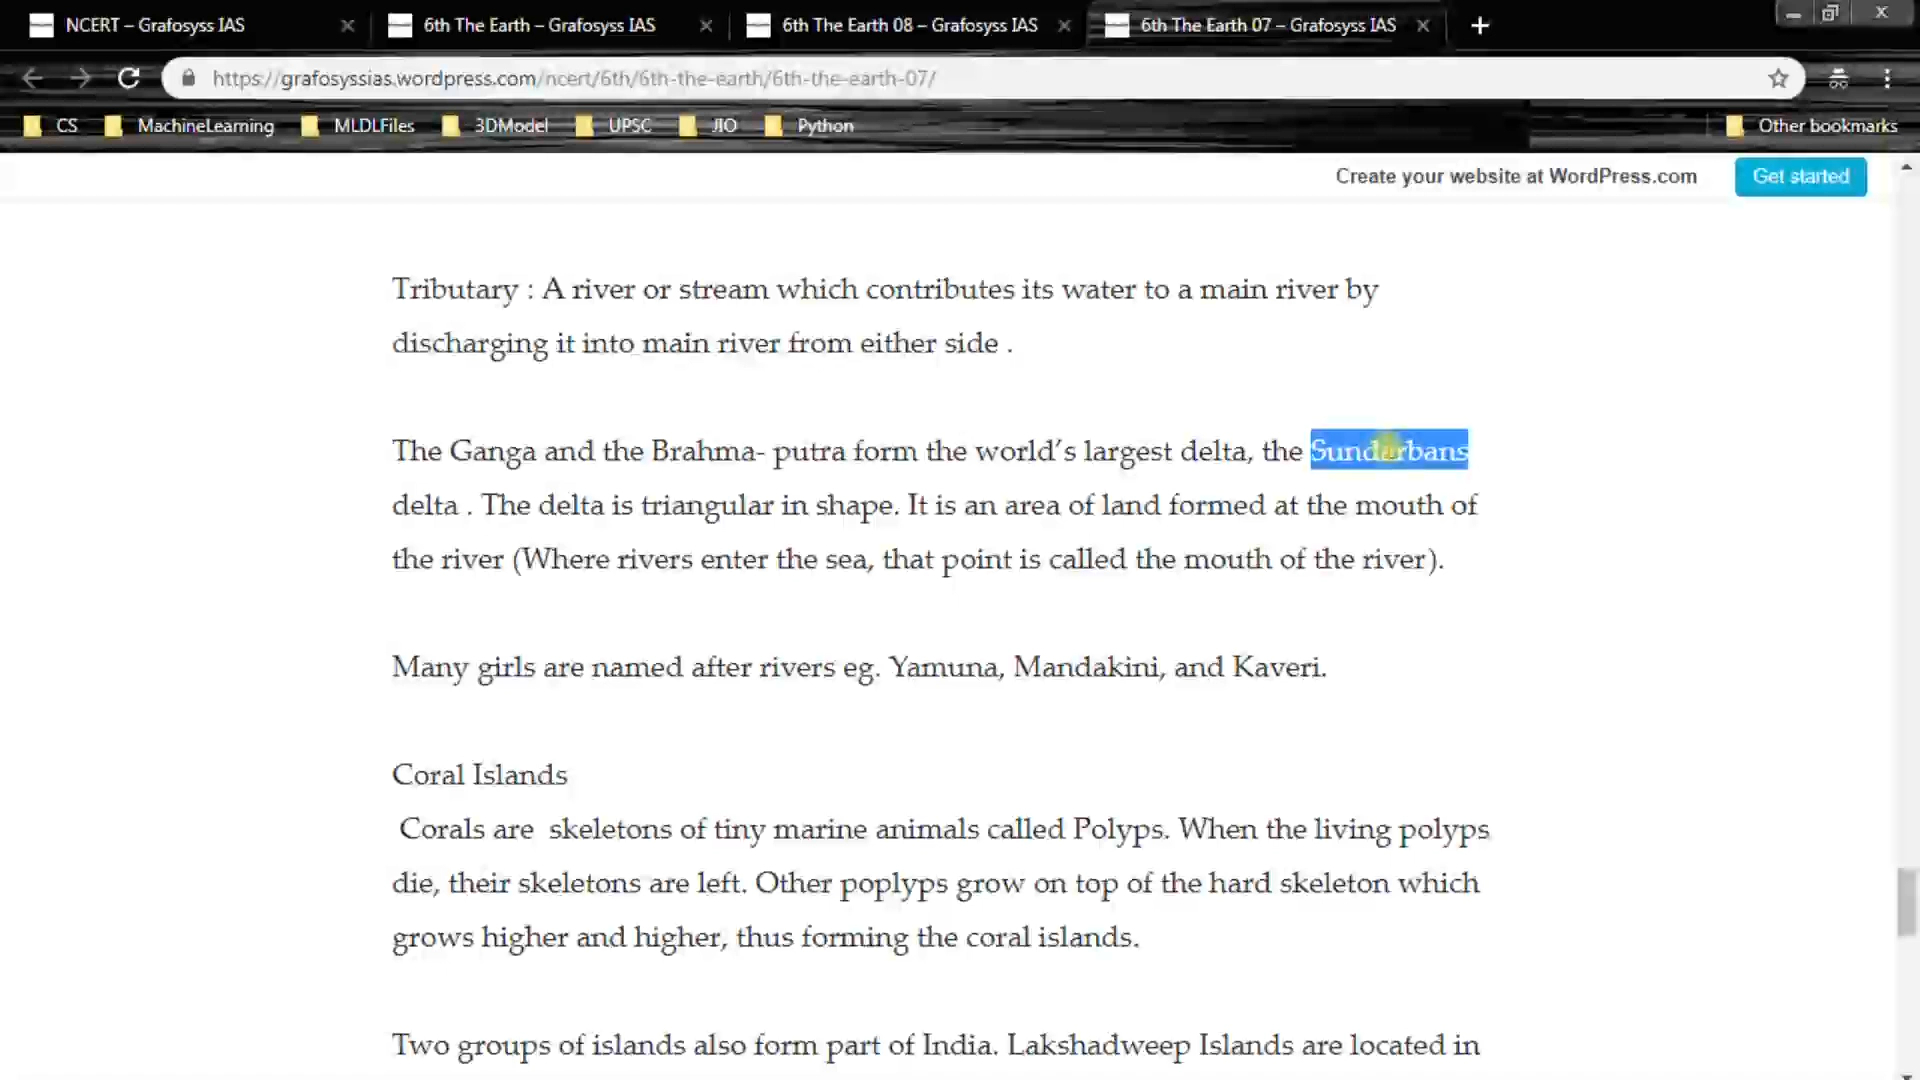 NCERT – Grafosyss IAS
6th The Earth – Grafosyss IAS
6th The Earth 08 – Grafosyss IAS
6th The Earth 07 – Grafosyss IAS
https://grafosyssias.wordpress.com/ncert/6th/6th-the-earth/6th-the-earth-07/
CS MachineLearning MLDLFiles 3DModel UPSC JIO Python Other bookmarks
Create your website at WordPress.com Get started
Tributary : A river or stream which contributes its water to a main river by
discharging it into main river from either side .
The Ganga and the Brahma- putra form the world’s largest delta, the Sundarbans
delta . The delta is triangular in shape. It is an area of land formed at the mouth of
the river (Where rivers enter the sea, that point is called the mouth of the river).
Many girls are named after rivers eg. Yamuna, Mandakini, and Kaveri.
Coral Islands
Corals are skeletons of tiny marine animals called Polyps. When the living polyps
die, their skeletons are left. Other poplyps grow on top of the hard skeleton which
grows higher and higher, thus forming the coral islands.
Two groups of islands also form part of India. Lakshadweep Islands are located in